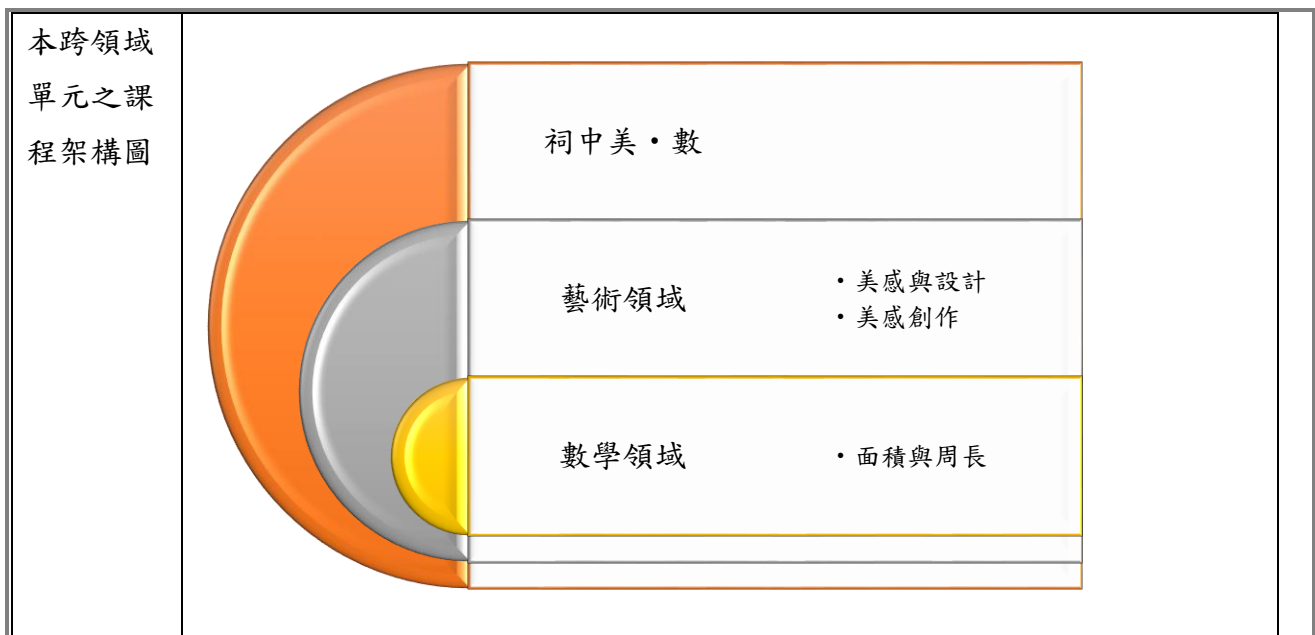 本跨領域
單元之課
程架構圖
祠中美·數
藝術領域
·美感與設計
·美感創作
數學領域
·面積與周長